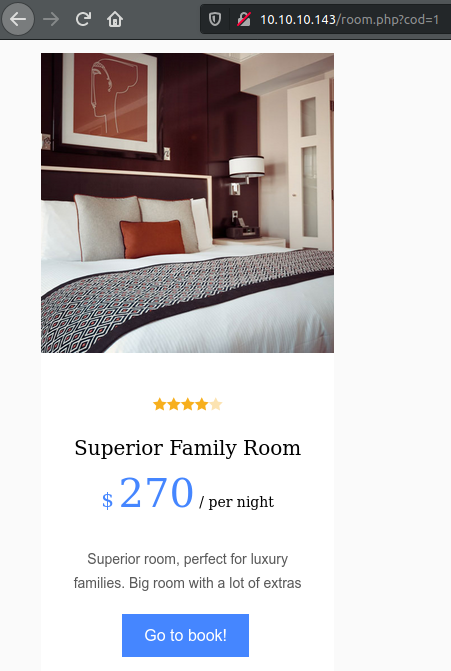 10.10.10.143/room.php?cod=1
Superior Family Room
$ 270 / per night
Superior room, perfect for luxury
families. Big room with a lot of extras
Go to book!